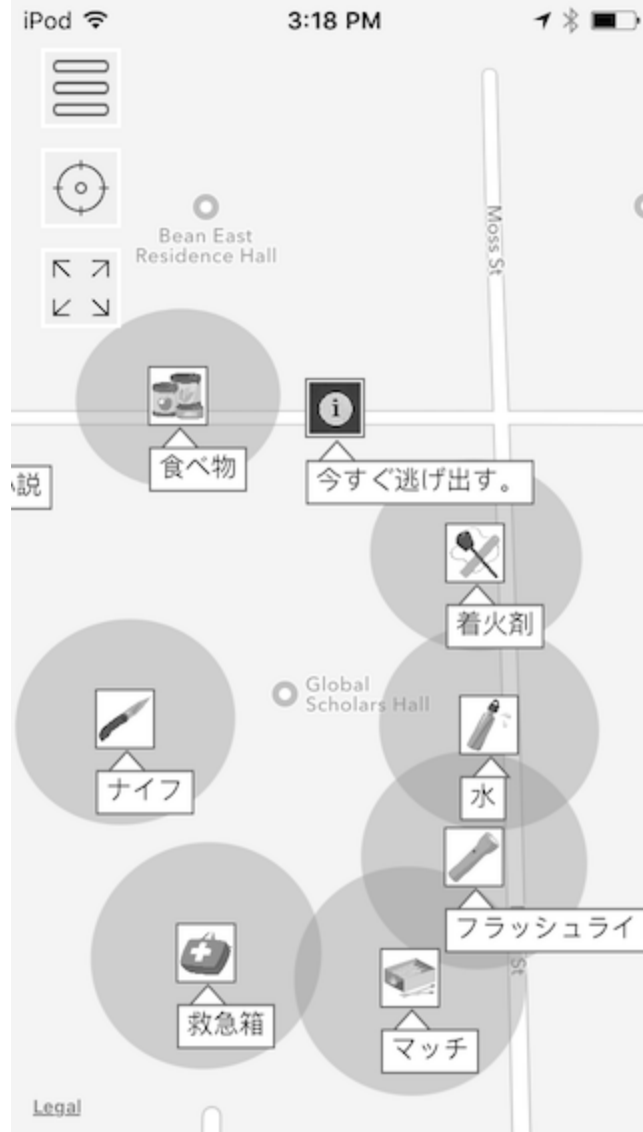 iPod
3:18 PM
Bean East
Residence Hall
Moss St
食べ物
今すぐ逃げ出す。
説
着火剤
Global
Scholars Hall
ナイフ
水
フラッシュライ
St
救急箱
マッチ
Legal